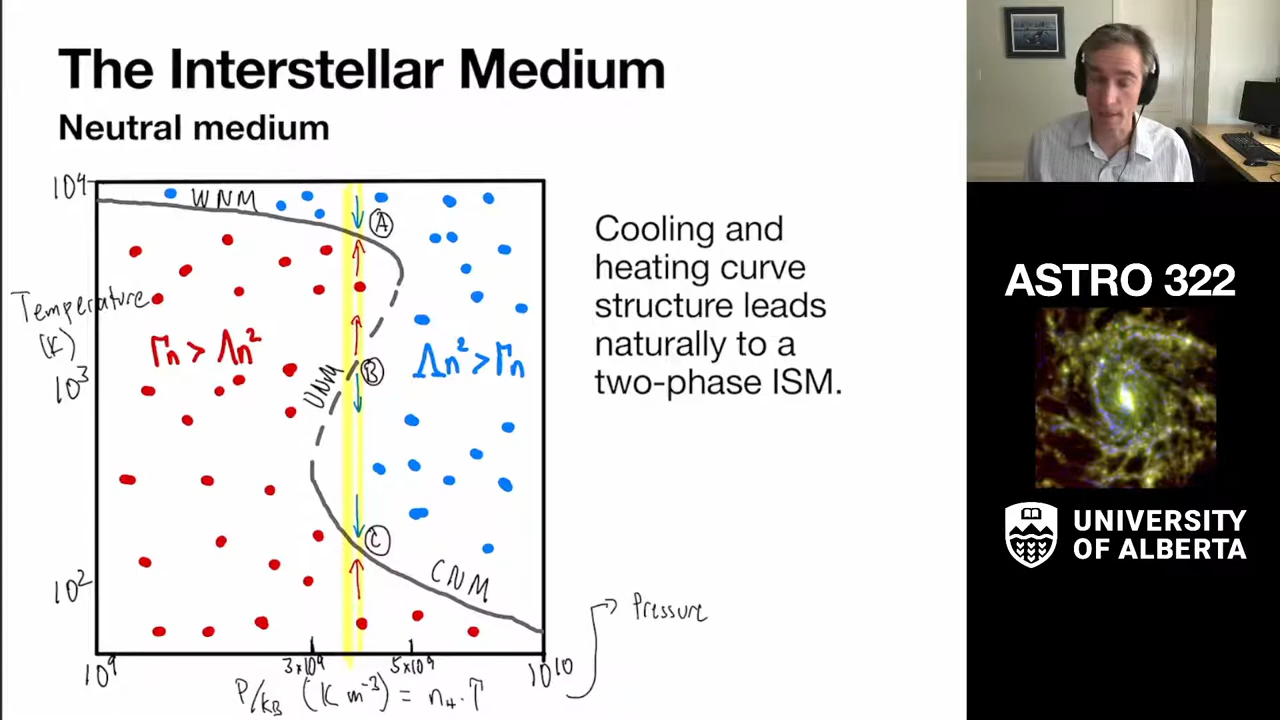 The Interstellar Medium
Neutral medium
10⁴
WNM
A
Temperature
(K)
Γn > Λn²
Λn² > Γn
B
UNM
10³
C
CNM
10²
10⁹
3×10⁹
5×10⁹
10¹⁰
P/kB (K m⁻³) = nH·T
Pressure
Cooling and
heating curve
structure leads
naturally to a
two-phase ISM.
ASTRO 322
UNIVERSITY
OF ALBERTA